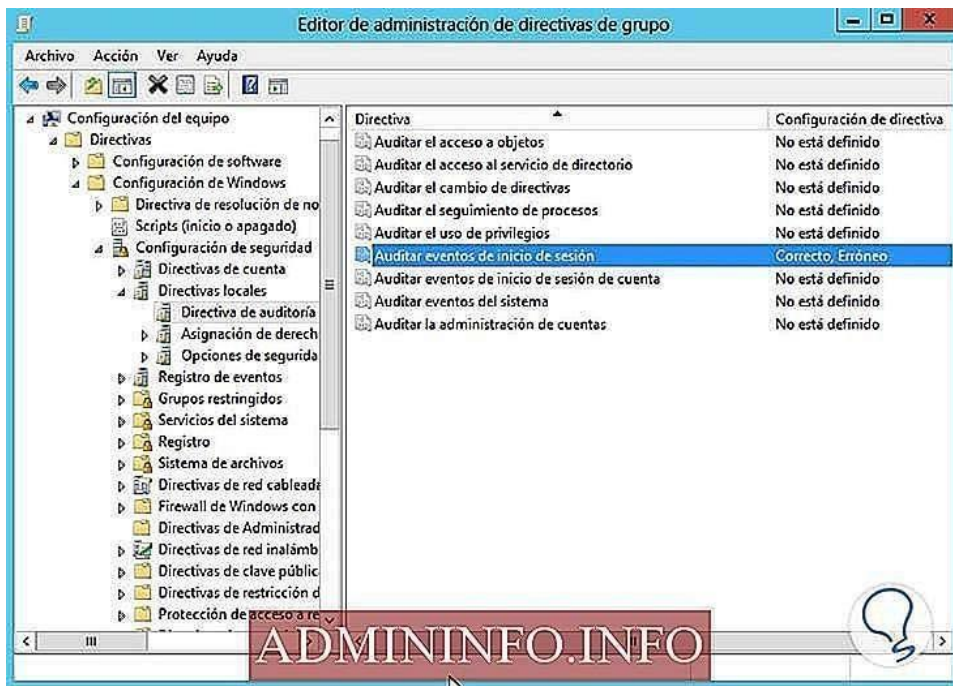 Editor de administración de directivas de grupo
Archivo Acción Ver Ayuda
Configuración del equipo
Directivas
Configuración de software
Configuración de Windows
Directiva de resolución de no
Scripts (inicio o apagado)
Configuración de seguridad
Directivas de cuenta
Directivas locales
Directiva de auditoría
Asignación de derech
Opciones de segurida
Registro de eventos
Grupos restringidos
Servicios del sistema
Registro
Sistema de archivos
Directivas de red cableada
Firewall de Windows con
Directivas de Administrad
Directivas de red inalámb
Directivas de clave públic
Directivas de restricción d
Protección de acceso a re
Directiva Configuración de directiva
Auditar el acceso a objetos No está definido
Auditar el acceso al servicio de directorio No está definido
Auditar el cambio de directivas No está definido
Auditar el seguimiento de procesos No está definido
Auditar el uso de privilegios No está definido
Auditar eventos de inicio de sesión Correcto, Erróneo
Auditar eventos de inicio de sesión de cuenta No está definido
Auditar eventos del sistema No está definido
Auditar la administración de cuentas No está definido
ADMININFO.INFO